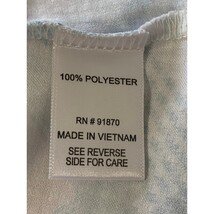 100% POLYESTER
RN # 91870
MADE IN VIETNAM
SEE REVERSE
SIDE FOR CARE